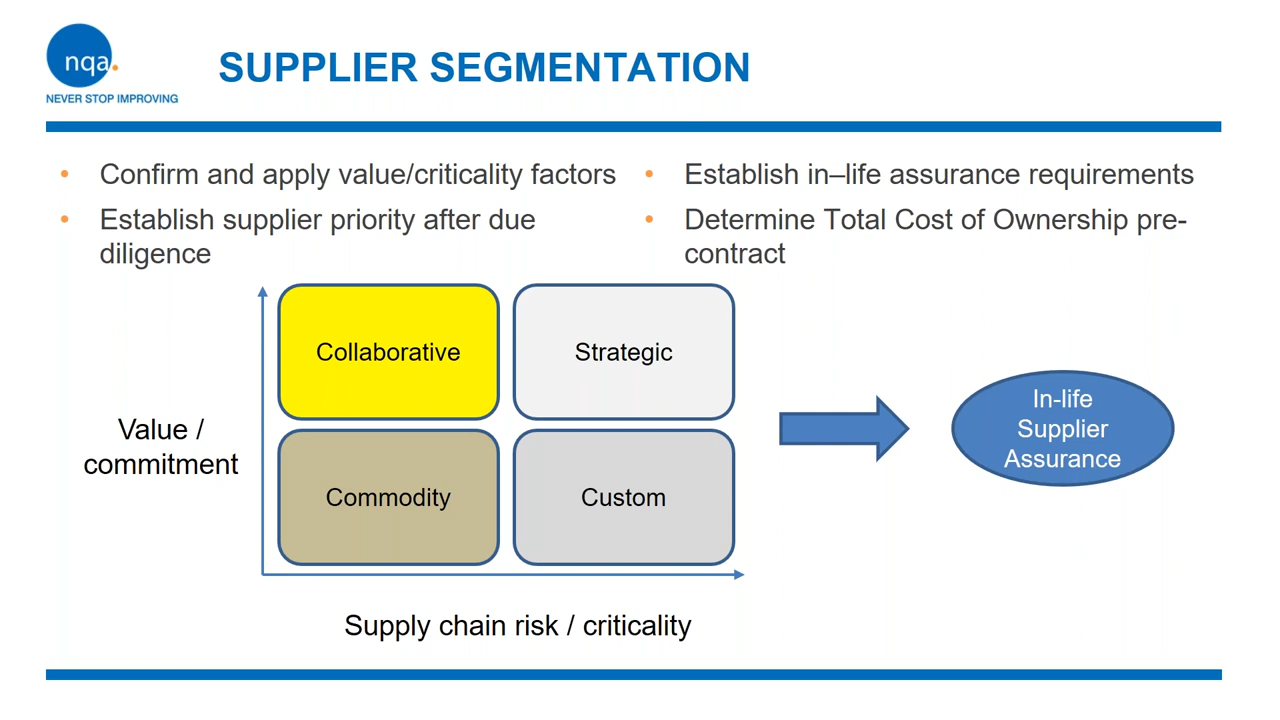 nqa.
NEVER STOP IMPROVING
SUPPLIER SEGMENTATION
• Confirm and apply value/criticality factors
• Establish supplier priority after due
diligence
• Establish in–life assurance requirements
• Determine Total Cost of Ownership pre-
contract
Collaborative
Strategic
Value /
commitment
Commodity
Custom
Supply chain risk / criticality
In-life
Supplier
Assurance